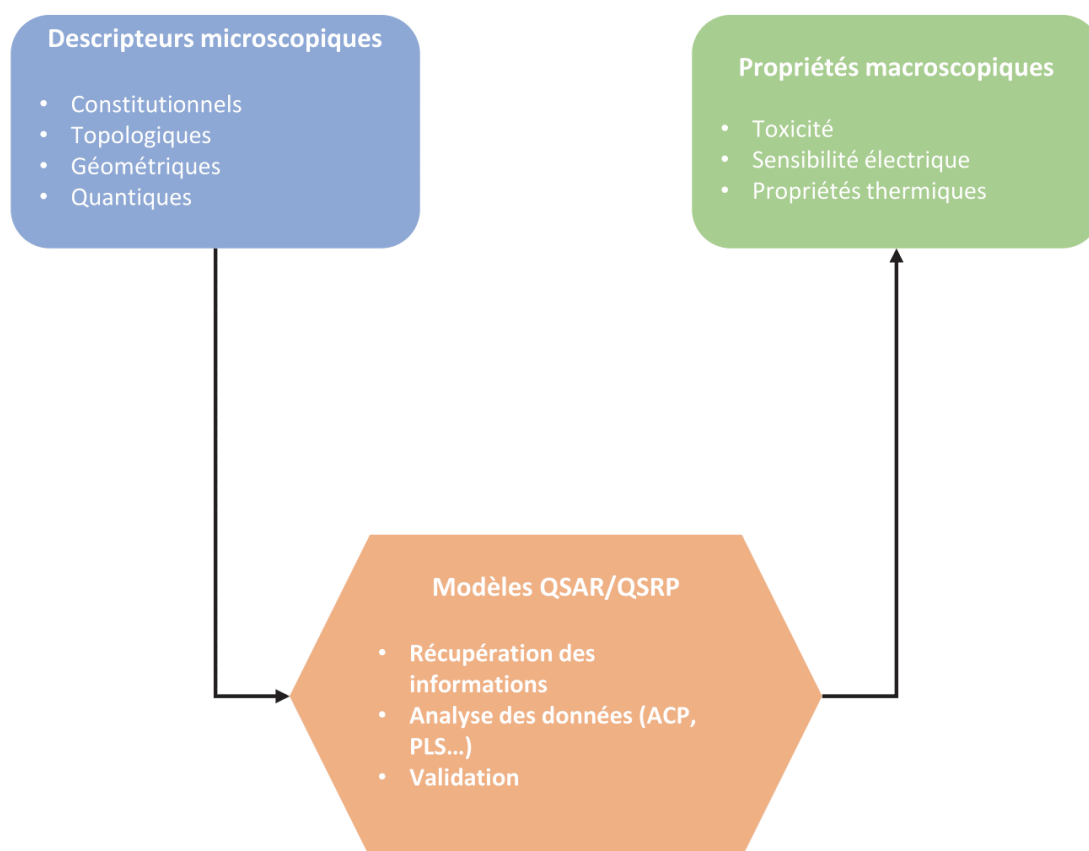 Descripteurs microscopiques
• Constitutionnels
• Topologiques
• Géométriques
• Quantiques
Propriétés macroscopiques
• Toxicité
• Sensibilité électrique
• Propriétés thermiques
Modèles QSAR/QSRP
• Récupération des
informations
• Analyse des données (ACP,
PLS...)
• Validation